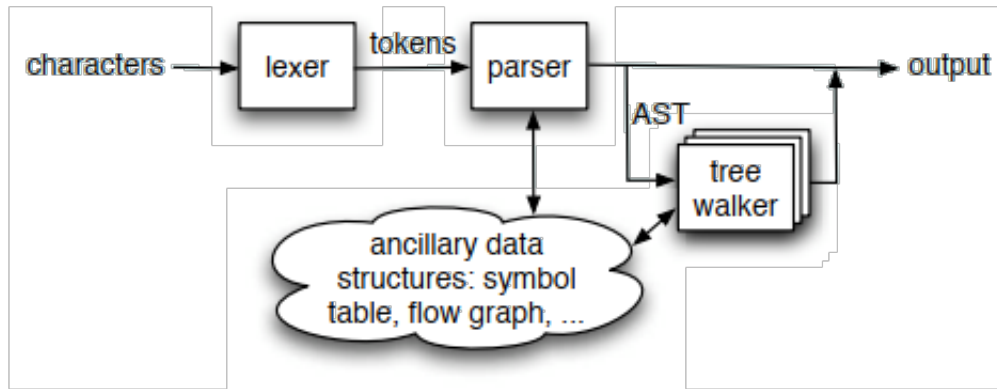 characters
lexer
tokens
parser
output
AST
tree
walker
ancillary data
structures: symbol
table, flow graph, ...